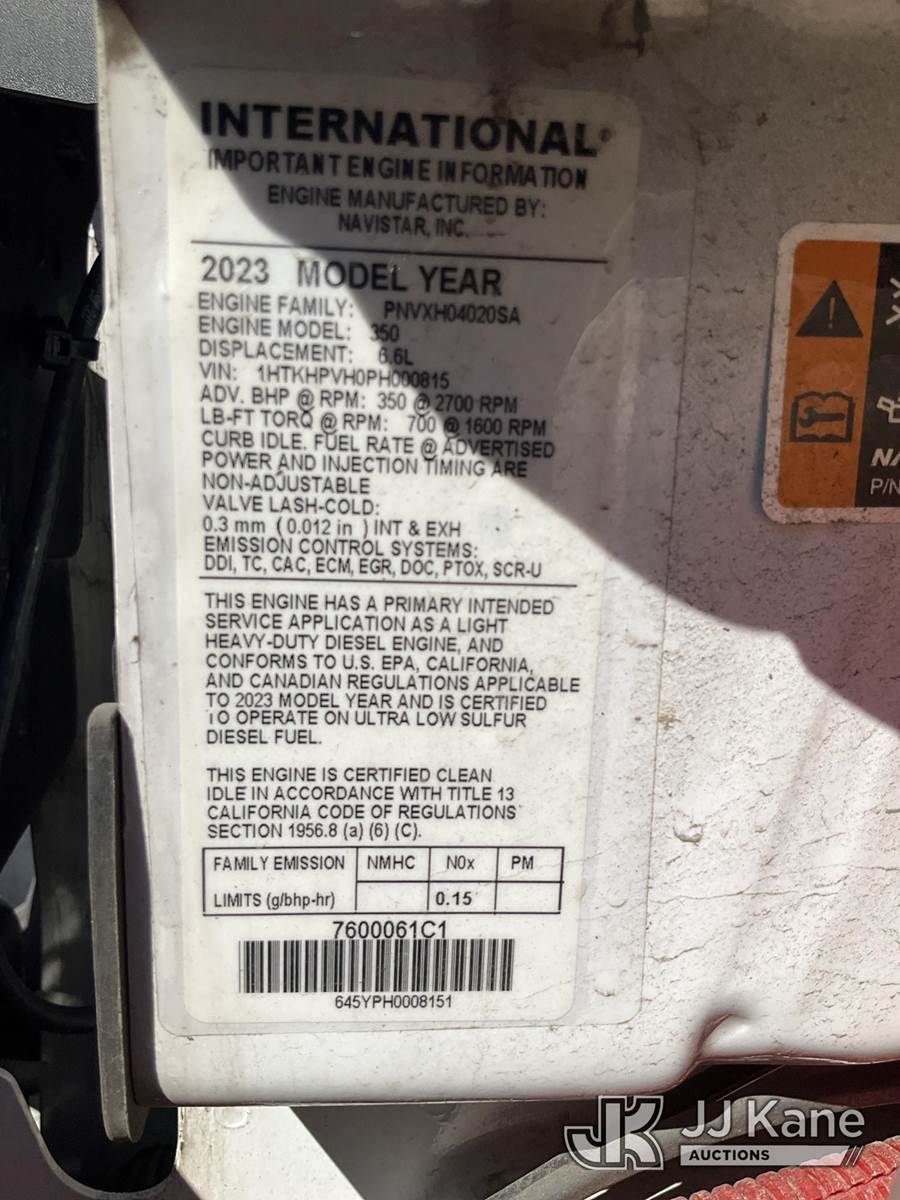 INTERNATIONAL®
IMPORTANT ENGINE INFORMATION
ENGINE MANUFACTURED BY:
NAVISTAR, INC.
2023 MODEL YEAR
ENGINE FAMILY: PNVXH04020SA
ENGINE MODEL: 350
DISPLACEMENT: 6.6L
VIN: 1HTKHPVH0PH000815
ADV. BHP @ RPM: 350 @ 2700 RPM
LB-FT TORQ @ RPM: 700 @ 1600 RPM
CURB IDLE. FUEL RATE @ ADVERTISED
POWER AND INJECTION TIMING ARE
NON-ADJUSTABLE
VALVE LASH-COLD:
0.3 mm ( 0.012 in ) INT & EXH
EMISSION CONTROL SYSTEMS:
DDI, TC, CAC, ECM, EGR, DOC, PTOX, SCR-U
THIS ENGINE HAS A PRIMARY INTENDED
SERVICE APPLICATION AS A LIGHT
HEAVY-DUTY DIESEL ENGINE, AND
CONFORMS TO U.S. EPA, CALIFORNIA,
AND CANADIAN REGULATIONS APPLICABLE
TO 2023 MODEL YEAR AND IS CERTIFIED
TO OPERATE ON ULTRA LOW SULFUR
DIESEL FUEL.
THIS ENGINE IS CERTIFIED CLEAN
IDLE IN ACCORDANCE WITH TITLE 13
CALIFORNIA CODE OF REGULATIONS
SECTION 1956.8 (a) (6) (C).
FAMILY EMISSION NMHC N0x PM
LIMITS (g/bhp-hr) 0.15
7600061C1
645YPH0008151
P/N
JK JJ Kane
AUCTIONS